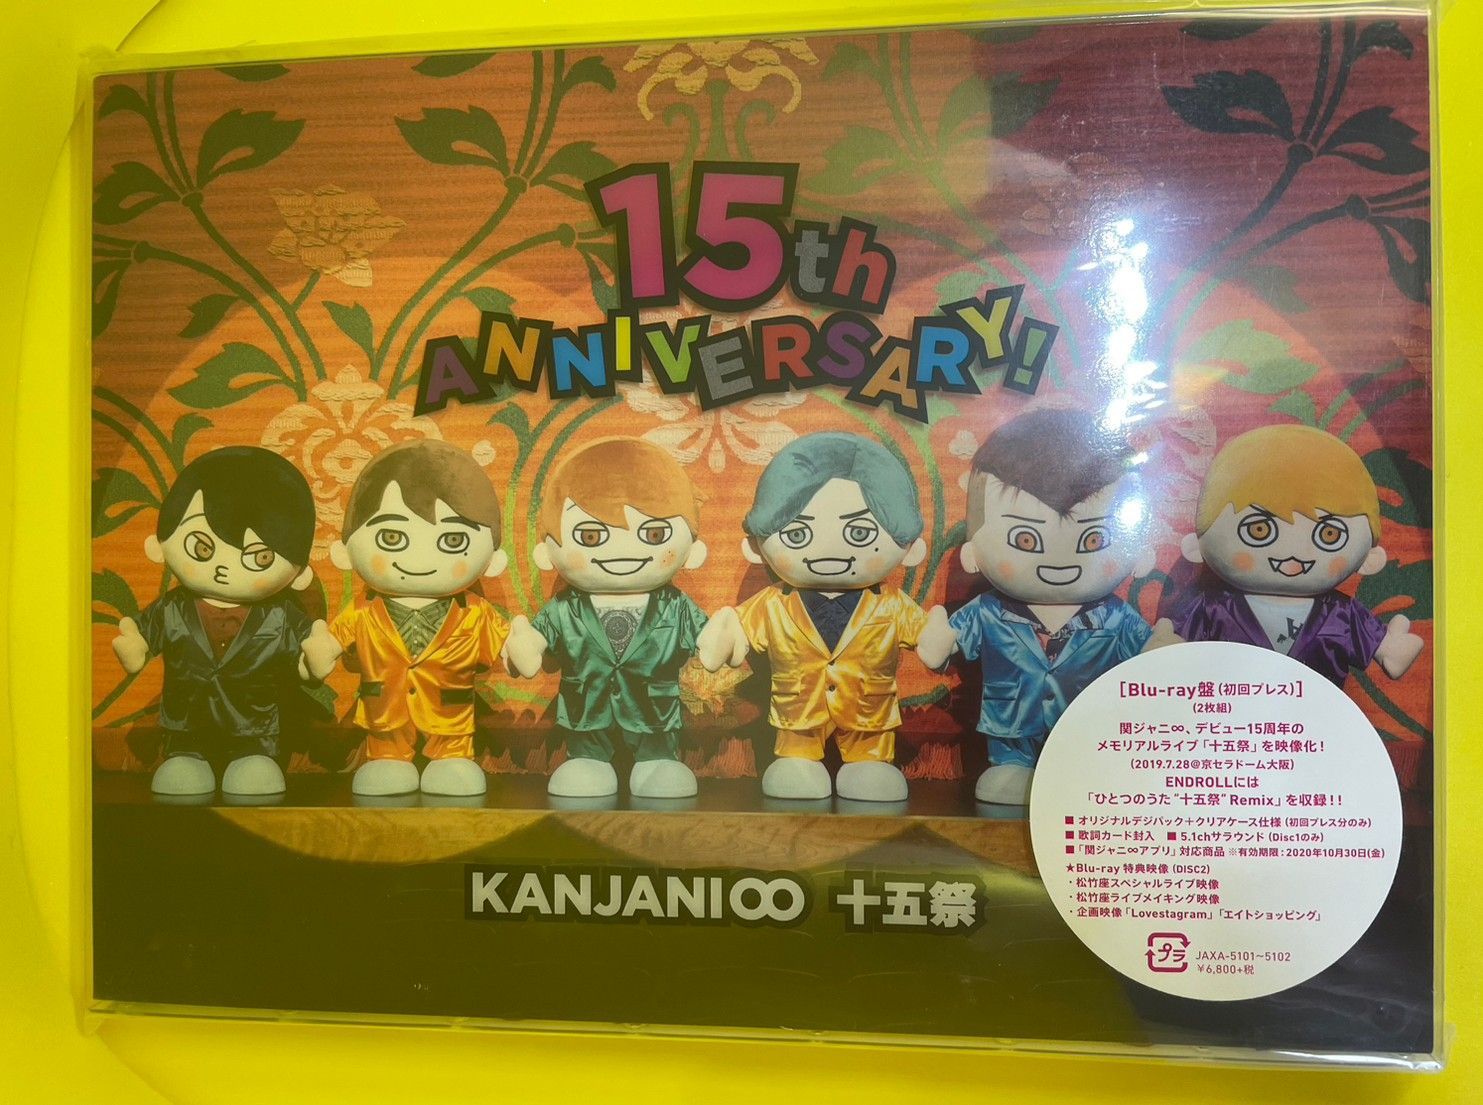 15th
ANNIVERSARY!
KANJANI∞ 十五祭
[Blu-ray盤(初回プレス)]
(2枚組)
関ジャニ∞、デビュー15周年の
メモリアルライブ「十五祭」を映像化!
(2019.7.28@京セラドーム大阪)
ENDROLLには
「ひとつのうた“十五祭”Remix」を収録!!
■ オリジナルデジパック+クリアケース仕様(初回プレス分のみ)
■ 歌詞カード封入 ■ 5.1chサラウンド(Disc1のみ)
■「関ジャニ∞アプリ」対応商品 ※有効期限:2020年10月30日(金)
★Blu-ray 特典映像(DISC2)
・松竹座スペシャルライブ映像
・松竹座ライブメイキング映像
・企画映像「Lovestagram」「エイトショッピング」
プラ
JAXA-5101~5102
¥6,800+税